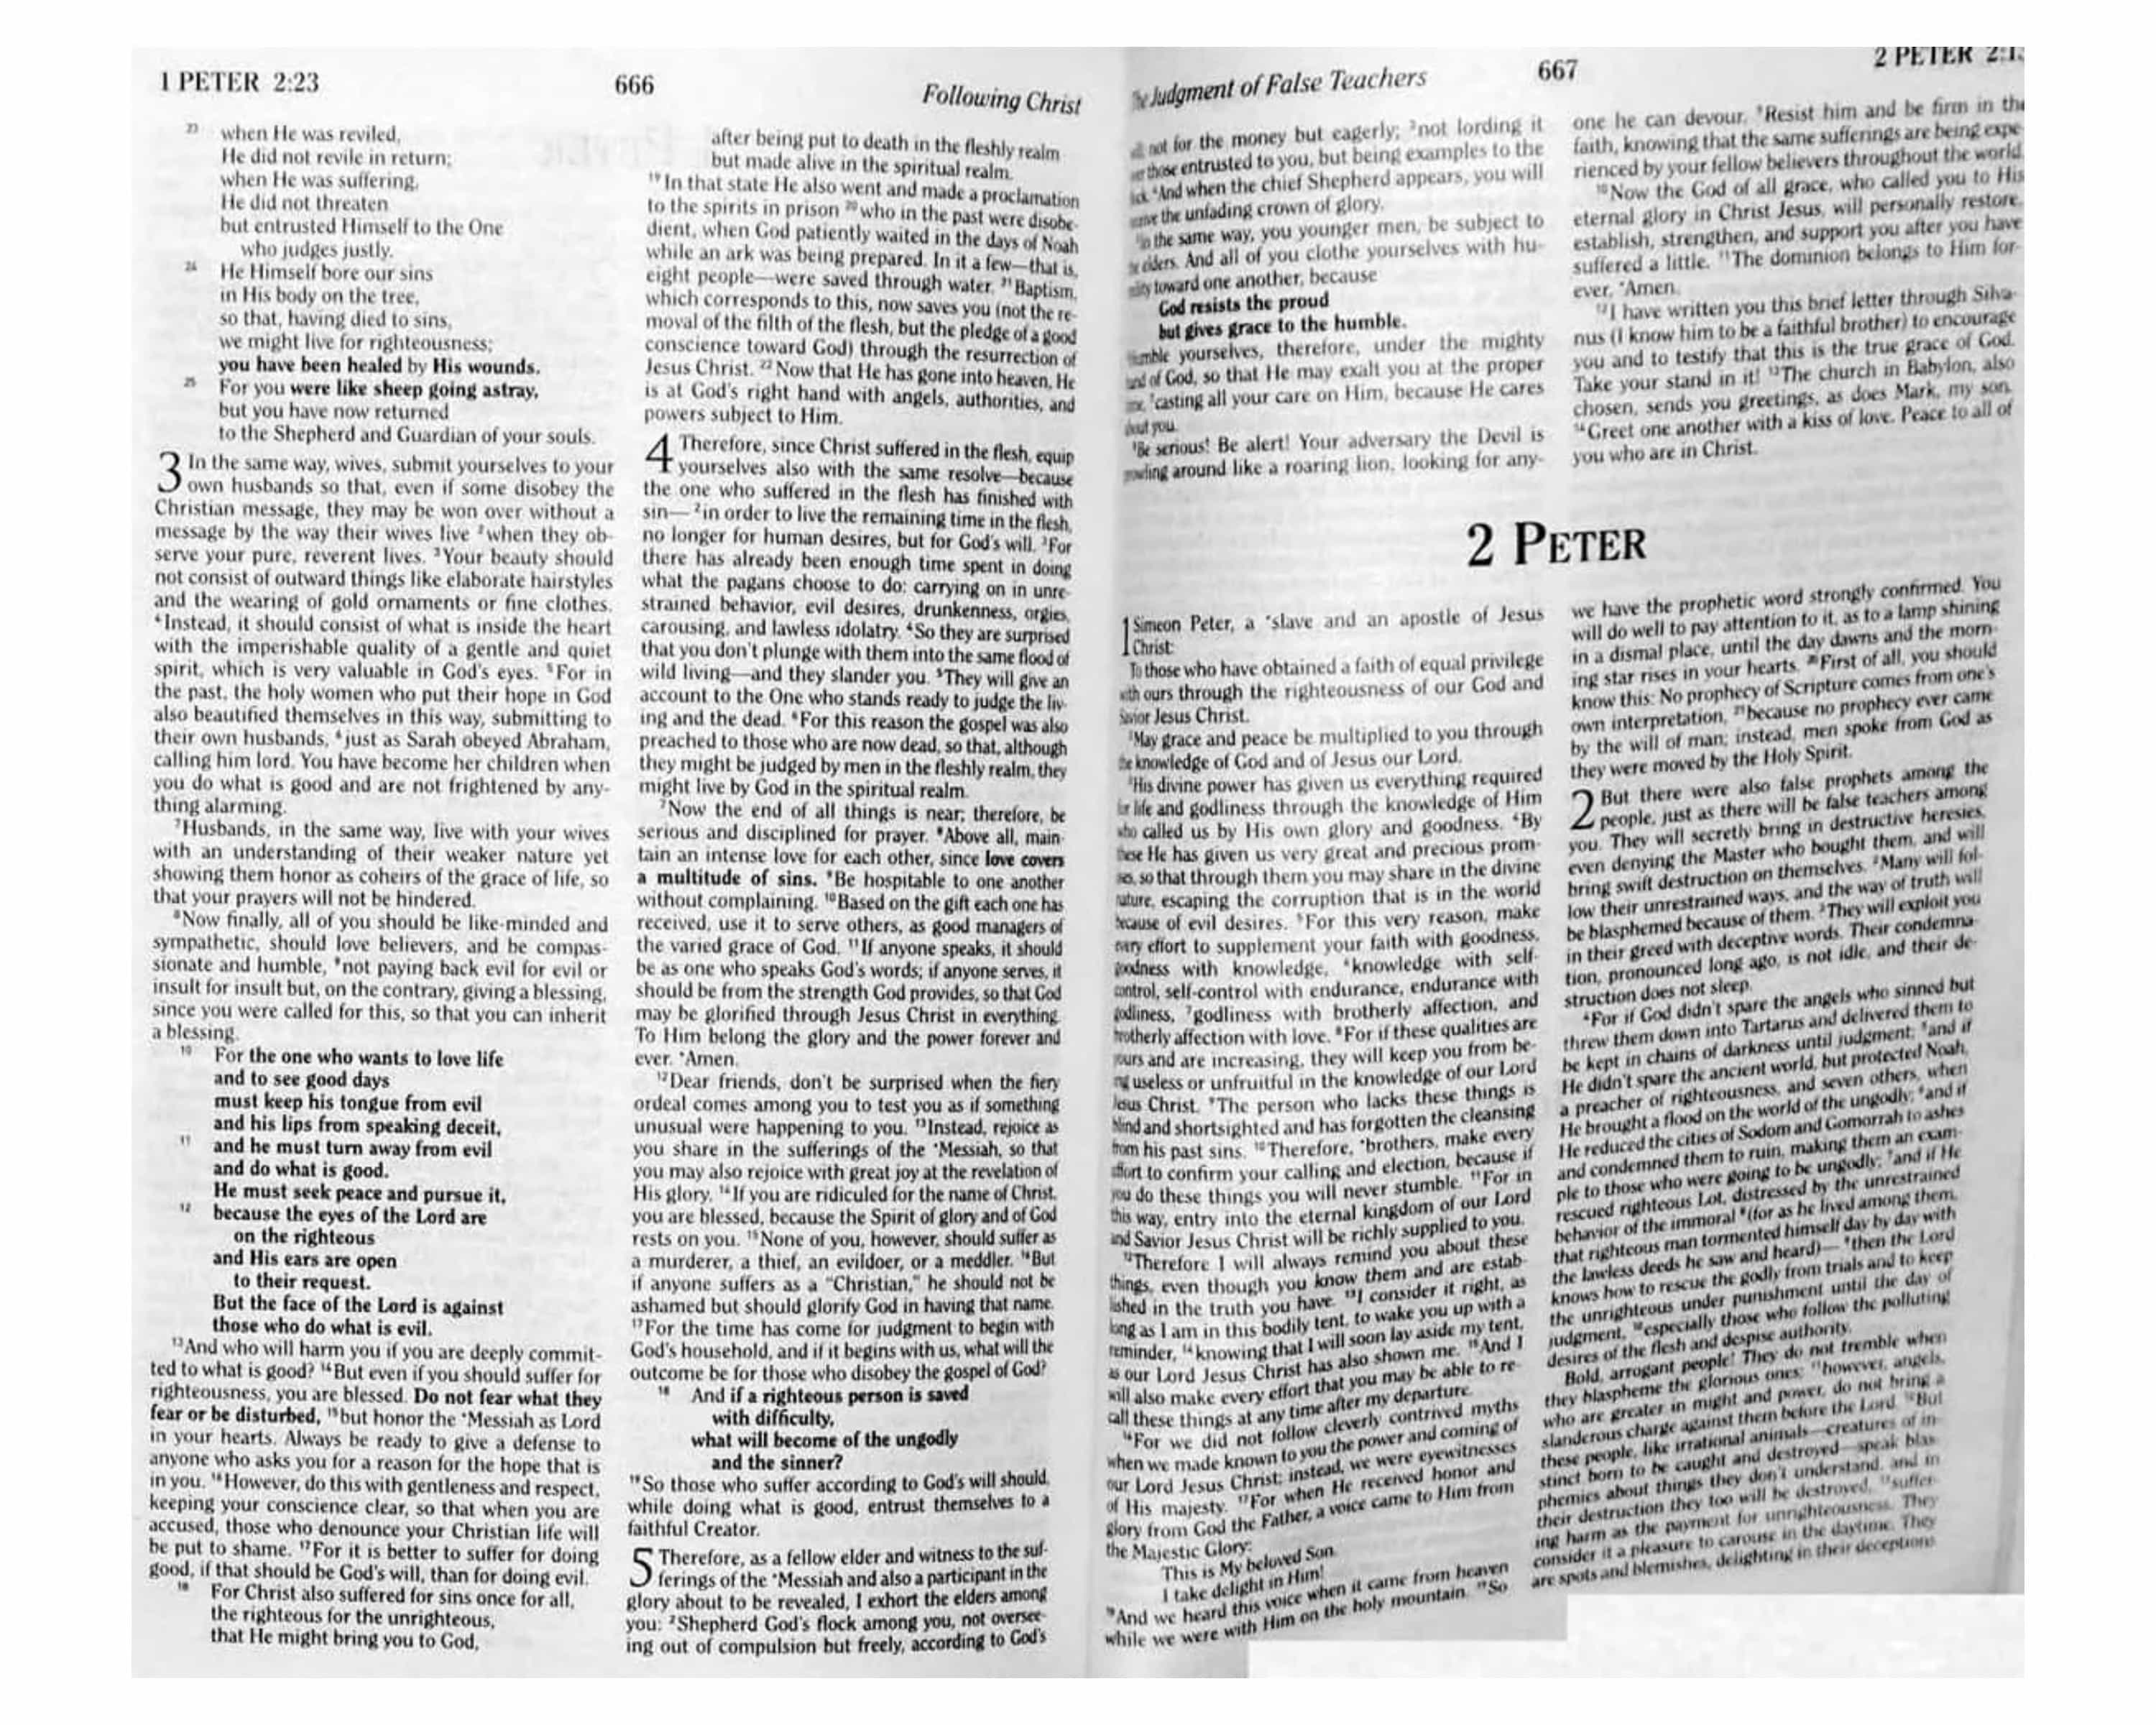 1 PETER 2:23 666 Following Christ
23 when He was reviled,
He did not revile in return;
when He was suffering,
He did not threaten
but entrusted Himself to the One
who judges justly.
24 He Himself bore our sins
in His body on the tree,
so that, having died to sins,
we might live for righteousness;
you have been healed by His wounds.
25 For you were like sheep going astray,
but you have now returned
to the Shepherd and Guardian of your souls.
3 In the same way, wives, submit yourselves to your
own husbands so that, even if some disobey the
Christian message, they may be won over without a
message by the way their wives live 2when they ob-
serve your pure, reverent lives. 3Your beauty should
not consist of outward things like elaborate hairstyles
and the wearing of gold ornaments or fine clothes.
4Instead, it should consist of what is inside the heart
with the imperishable quality of a gentle and quiet
spirit, which is very valuable in God's eyes. 5For in
the past, the holy women who put their hope in God
also beautified themselves in this way, submitting to
their own husbands, 6just as Sarah obeyed Abraham,
calling him lord. You have become her children when
you do what is good and are not frightened by any-
thing alarming.
7Husbands, in the same way, live with your wives
with an understanding of their weaker nature yet
showing them honor as coheirs of the grace of life, so
that your prayers will not be hindered.
8Now finally, all of you should be like-minded and
sympathetic, should love believers, and be compas-
sionate and humble, 9not paying back evil for evil or
insult for insult but, on the contrary, giving a blessing,
since you were called for this, so that you can inherit
a blessing.
10 For the one who wants to love life
and to see good days
must keep his tongue from evil
and his lips from speaking deceit,
11 and he must turn away from evil
and do what is good.
He must seek peace and pursue it,
12 because the eyes of the Lord are
on the righteous
and His ears are open
to their request.
But the face of the Lord is against
those who do what is evil.
13And who will harm you if you are deeply commit-
ted to what is good? 14But even if you should suffer for
righteousness, you are blessed. Do not fear what they
fear or be disturbed, 15but honor the *Messiah as Lord
in your hearts. Always be ready to give a defense to
anyone who asks you for a reason for the hope that is
in you. 16However, do this with gentleness and respect,
keeping your conscience clear, so that when you are
accused, those who denounce your Christian life will
be put to shame. 17For it is better to suffer for doing
good, if that should be God's will, than for doing evil.
18 For Christ also suffered for sins once for all,
the righteous for the unrighteous,
that He might bring you to God,
after being put to death in the fleshly realm
but made alive in the spiritual realm.
19In that state He also went and made a proclamation
to the spirits in prison 20who in the past were disobe-
dient, when God patiently waited in the days of Noah
while an ark was being prepared. In it a few—that is,
eight people—were saved through water. 21Baptism,
which corresponds to this, now saves you (not the re-
moval of the filth of the flesh, but the pledge of a good
conscience toward God) through the resurrection of
Jesus Christ. 22Now that He has gone into heaven, He
is at God's right hand with angels, authorities, and
powers subject to Him.
4 Therefore, since Christ suffered in the flesh, equip
yourselves also with the same resolve—because
the one who suffered in the flesh has finished with
sin— 2in order to live the remaining time in the flesh,
no longer for human desires, but for God's will. 3For
there has already been enough time spent in doing
what the pagans choose to do: carrying on in unre-
strained behavior, evil desires, drunkenness, orgies,
carousing, and lawless idolatry. 4So they are surprised
that you don't plunge with them into the same flood of
wild living—and they slander you. 5They will give an
account to the One who stands ready to judge the liv-
ing and the dead. 6For this reason the gospel was also
preached to those who are now dead, so that, although
they might be judged by men in the fleshly realm, they
might live by God in the spiritual realm.
7Now the end of all things is near; therefore, be
serious and disciplined for prayer. 8Above all, main-
tain an intense love for each other, since love covers
a multitude of sins. 9Be hospitable to one another
without complaining. 10Based on the gift each one has
received, use it to serve others, as good managers of
the varied grace of God. 11If anyone speaks, it should
be as one who speaks God's words; if anyone serves, it
should be from the strength God provides, so that God
may be glorified through Jesus Christ in everything.
To Him belong the glory and the power forever and
ever. *Amen.
12Dear friends, don't be surprised when the fiery
ordeal comes among you to test you as if something
unusual were happening to you. 13Instead, rejoice as
you share in the sufferings of the *Messiah, so that
you may also rejoice with great joy at the revelation of
His glory. 14If you are ridiculed for the name of Christ,
you are blessed, because the Spirit of glory and of God
rests on you. 15None of you, however, should suffer as
a murderer, a thief, an evildoer, or a meddler. 16But
if anyone suffers as a "Christian," he should not be
ashamed but should glorify God in having that name.
17For the time has come for judgment to begin with
God's household, and if it begins with us, what will the
outcome be for those who disobey the gospel of God?
18 And if a righteous person is saved
with difficulty,
what will become of the ungodly
and the sinner?
19So those who suffer according to God's will should,
while doing what is good, entrust themselves to a
faithful Creator.
5 Therefore, as a fellow elder and witness to the suf-
ferings of the *Messiah and also a participant in the
glory about to be revealed, I exhort the elders among
you: 2Shepherd God's flock among you, not oversee-
ing out of compulsion but freely, according to God's
The Judgment of False Teachers 667 2 PETER 2:13
not for the money but eagerly; 3not lording it
those entrusted to you, but being examples to the
4And when the chief Shepherd appears, you will
the unfading crown of glory.
5In the same way, you younger men, be subject to
elders. And all of you clothe yourselves with hu-
toward one another, because
God resists the proud
but gives grace to the humble.
yourselves, therefore, under the mighty
of God, so that He may exalt you at the proper
7casting all your care on Him, because He cares
about you.
8Be serious! Be alert! Your adversary the Devil is
around like a roaring lion, looking for any-
one he can devour. 9Resist him and be firm in the
faith, knowing that the same sufferings are being expe-
rienced by your fellow believers throughout the world.
10Now the God of all grace, who called you to His
eternal glory in Christ Jesus, will personally restore,
establish, strengthen, and support you after you have
suffered a little. 11The dominion belongs to Him for-
ever. *Amen.
12I have written you this brief letter through Silva-
nus (I know him to be a faithful brother) to encourage
you and to testify that this is the true grace of God.
Take your stand in it! 13The church in Babylon, also
chosen, sends you greetings, as does Mark, my son.
14Greet one another with a kiss of love. Peace to all of
you who are in Christ.
2 PETER
1 Simeon Peter, a *slave and an apostle of Jesus
Christ:
To those who have obtained a faith of equal privilege
with ours through the righteousness of our God and
Savior Jesus Christ.
2May grace and peace be multiplied to you through
the knowledge of God and of Jesus our Lord.
3His divine power has given us everything required
for life and godliness through the knowledge of Him
who called us by His own glory and goodness. 4By
these He has given us very great and precious prom-
so that through them you may share in the divine
nature, escaping the corruption that is in the world
because of evil desires. 5For this very reason, make
every effort to supplement your faith with goodness,
goodness with knowledge, 6knowledge with self-
control, self-control with endurance, endurance with
godliness, 7godliness with brotherly affection, and
brotherly affection with love. 8For if these qualities are
yours and are increasing, they will keep you from be-
ing useless or unfruitful in the knowledge of our Lord
Jesus Christ. 9The person who lacks these things is
blind and shortsighted and has forgotten the cleansing
from his past sins. 10Therefore, *brothers, make every
effort to confirm your calling and election, because if
you do these things you will never stumble. 11For in
this way, entry into the eternal kingdom of our Lord
and Savior Jesus Christ will be richly supplied to you.
12Therefore I will always remind you about these
things, even though you know them and are estab-
lished in the truth you have. 13I consider it right, as
long as I am in this bodily tent, to wake you up with a
reminder, 14knowing that I will soon lay aside my tent,
as our Lord Jesus Christ has also shown me. 15And I
will also make every effort that you may be able to re-
call these things at any time after my departure.
16For we did not follow cleverly contrived myths
when we made known to you the power and coming of
our Lord Jesus Christ; instead, we were eyewitnesses
of His majesty. 17For when He received honor and
glory from God the Father, a voice came to Him from
the Majestic Glory:
This is My beloved Son.
I take delight in Him!
18And we heard this voice when it came from heaven
while we were with Him on the holy mountain. 19So
we have the prophetic word strongly confirmed. You
will do well to pay attention to it, as to a lamp shining
in a dismal place, until the day dawns and the morn-
ing star rises in your hearts. 20First of all, you should
know this: No prophecy of Scripture comes from one's
own interpretation, 21because no prophecy ever came
by the will of man; instead, men spoke from God as
they were moved by the Holy Spirit.
2 But there were also false prophets among the
people, just as there will be false teachers among
you. They will secretly bring in destructive heresies,
even denying the Master who bought them, and will
bring swift destruction on themselves. 2Many will fol-
low their unrestrained ways, and the way of truth will
be blasphemed because of them. 3They will exploit you
in their greed with deceptive words. Their condemna-
tion, pronounced long ago, is not idle, and their de-
struction does not sleep.
4For if God didn't spare the angels who sinned but
threw them down into Tartarus and delivered them to
be kept in chains of darkness until judgment; 5and if
He didn't spare the ancient world, but protected Noah,
a preacher of righteousness, and seven others, when
He brought a flood on the world of the ungodly; 6and if
He reduced the cities of Sodom and Gomorrah to ashes
and condemned them to ruin, making them an exam-
ple to those who were going to be ungodly; 7and if He
rescued righteous Lot, distressed by the unrestrained
behavior of the immoral 8(for as he lived among them,
that righteous man tormented himself day by day with
the lawless deeds he saw and heard)— 9then the Lord
knows how to rescue the godly from trials and to keep
the unrighteous under punishment until the day of
judgment, 10especially those who follow the polluting
desires of the flesh and despise authority.
Bold, arrogant people! They do not tremble when
they blaspheme the glorious ones; 11however, angels,
who are greater in might and power, do not bring a
slanderous charge against them before the Lord. 12But
these people, like irrational animals—creatures of in-
stinct born to be caught and destroyed—speak blas-
phemies about things they don't understand, and in
their destruction they too will be destroyed, 13suffer-
ing harm as the payment for unrighteousness. They
consider it a pleasure to carouse in the daytime. They
are spots and blemishes, delighting in their deceptions